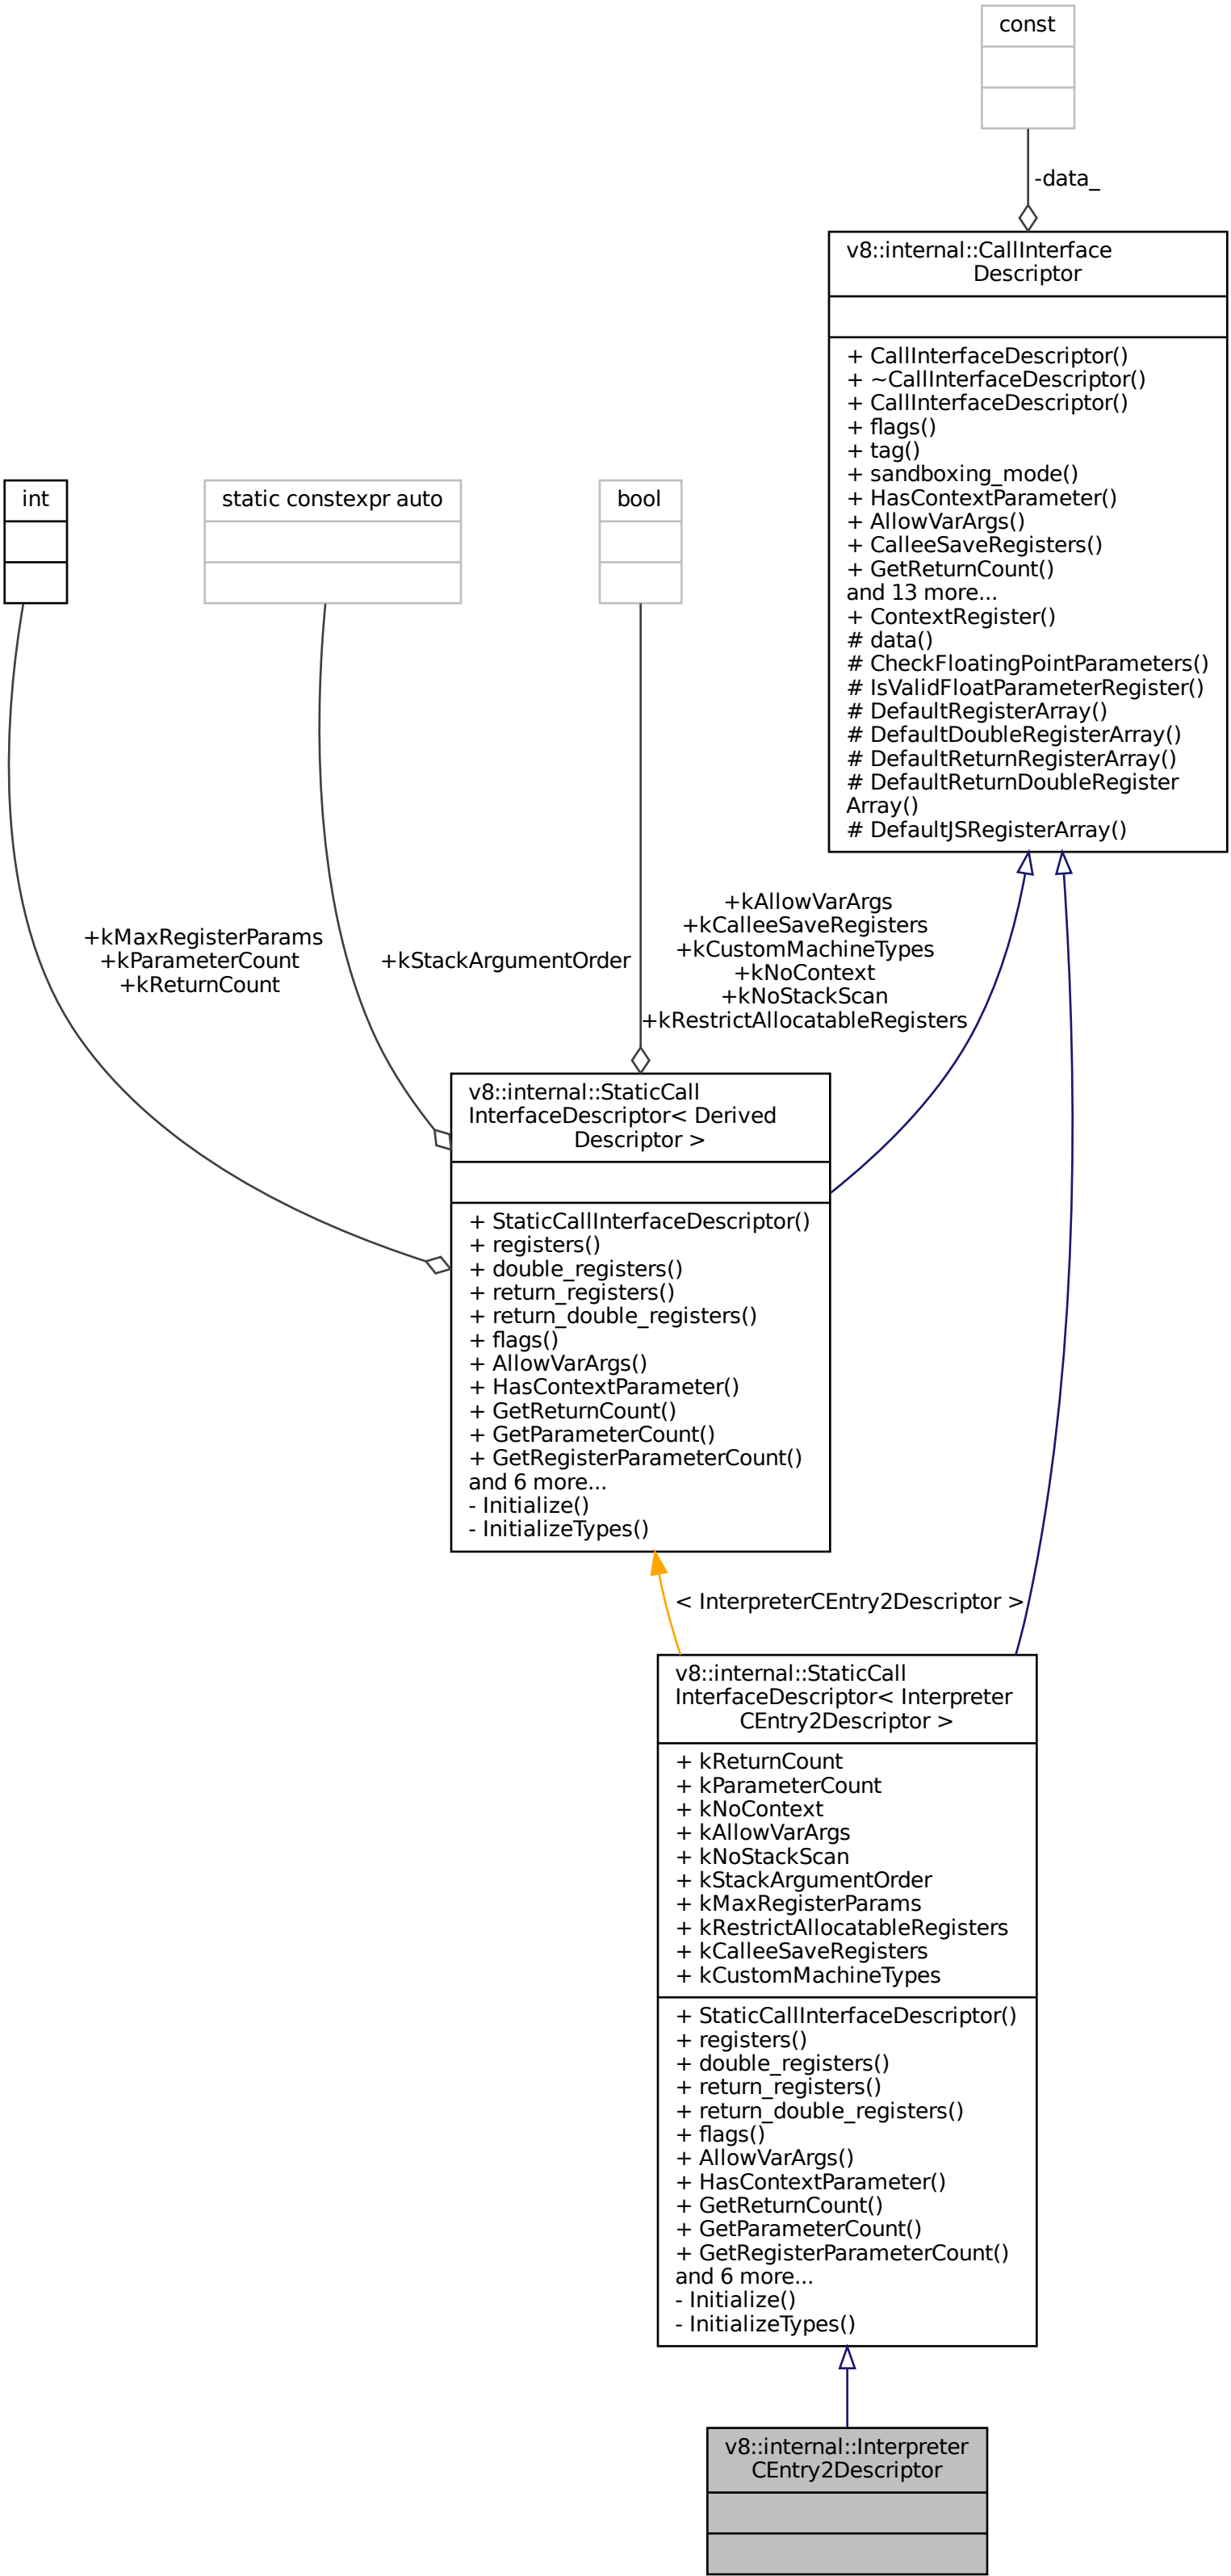 const
-data_
v8::internal::CallInterface
Descriptor
+ CallInterfaceDescriptor()
+ ~CallInterfaceDescriptor()
+ CallInterfaceDescriptor()
+ flags()
+ tag()
+ sandboxing_mode()
+ HasContextParameter()
+ AllowVarArgs()
+ CalleeSaveRegisters()
+ GetReturnCount()
and 13 more...
+ ContextRegister()
# data()
# CheckFloatingPointParameters()
# IsValidFloatParameterRegister()
# DefaultRegisterArray()
# DefaultDoubleRegisterArray()
# DefaultReturnRegisterArray()
# DefaultReturnDoubleRegister
Array()
# DefaultJSRegisterArray()
int
static constexpr auto
bool
+kMaxRegisterParams
+kParameterCount
+kReturnCount
+kStackArgumentOrder
+kAllowVarArgs
+kCalleeSaveRegisters
+kCustomMachineTypes
+kNoContext
+kNoStackScan
+kRestrictAllocatableRegisters
v8::internal::StaticCall
InterfaceDescriptor< Derived
Descriptor >
+ StaticCallInterfaceDescriptor()
+ registers()
+ double_registers()
+ return_registers()
+ return_double_registers()
+ flags()
+ AllowVarArgs()
+ HasContextParameter()
+ GetReturnCount()
+ GetParameterCount()
+ GetRegisterParameterCount()
and 6 more...
- Initialize()
- InitializeTypes()
< InterpreterCEntry2Descriptor >
v8::internal::StaticCall
InterfaceDescriptor< Interpreter
CEntry2Descriptor >
+ kReturnCount
+ kParameterCount
+ kNoContext
+ kAllowVarArgs
+ kNoStackScan
+ kStackArgumentOrder
+ kMaxRegisterParams
+ kRestrictAllocatableRegisters
+ kCalleeSaveRegisters
+ kCustomMachineTypes
+ StaticCallInterfaceDescriptor()
+ registers()
+ double_registers()
+ return_registers()
+ return_double_registers()
+ flags()
+ AllowVarArgs()
+ HasContextParameter()
+ GetReturnCount()
+ GetParameterCount()
+ GetRegisterParameterCount()
and 6 more...
- Initialize()
- InitializeTypes()
v8::internal::Interpreter
CEntry2Descriptor